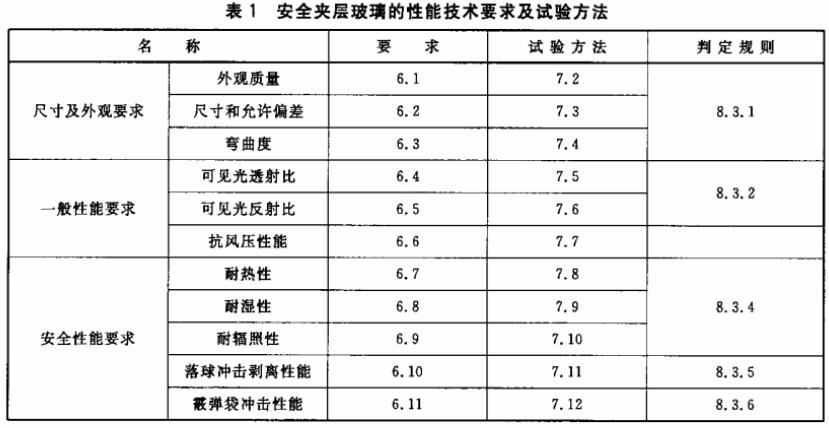 表 1 安全夹层玻璃的性能技术要求及试验方法
名 称 要 求 试验方法 判定规则
尺寸及外观要求 外观质量 6.1 7.2 8.3.1
尺寸和允许偏差 6.2 7.3
弯曲度 6.3 7.4
一般性能要求 可见光透射比 6.4 7.5 8.3.2
可见光反射比 6.5 7.6
抗风压性能 6.6 7.7
安全性能要求 耐热性 6.7 7.8 8.3.4
耐湿性 6.8 7.9
耐辐照性 6.9 7.10
落球冲击剥离性能 6.10 7.11 8.3.5
霰弹袋冲击性能 6.11 7.12 8.3.6